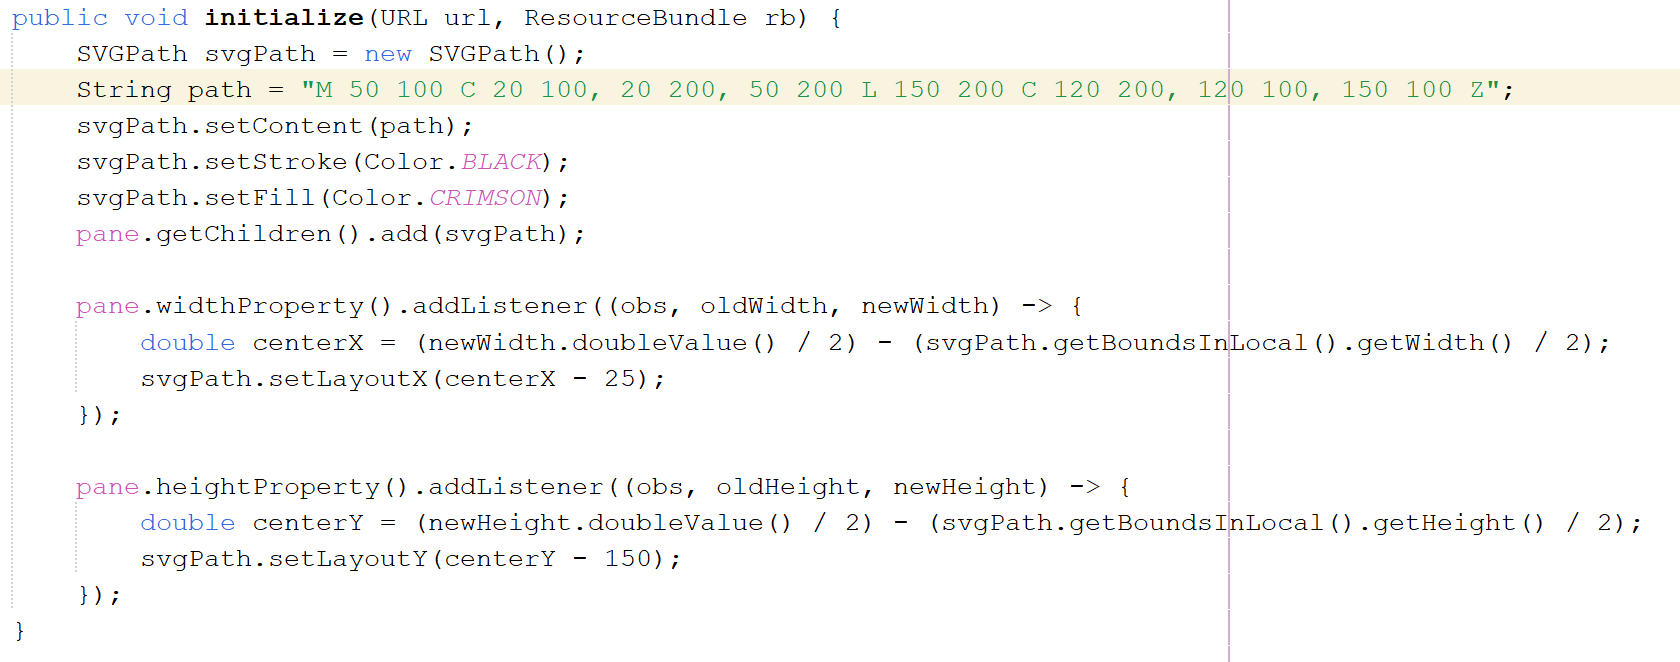 public void initialize(URL url, ResourceBundle rb) {
    SVGPath svgPath = new SVGPath();
    String path = "M 50 100 C 20 100, 20 200, 50 200 L 150 200 C 120 200, 120 100, 150 100 Z";
    svgPath.setContent(path);
    svgPath.setStroke(Color.BLACK);
    svgPath.setFill(Color.CRIMSON);
    pane.getChildren().add(svgPath);

    pane.widthProperty().addListener((obs, oldWidth, newWidth) -> {
        double centerX = (newWidth.doubleValue() / 2) - (svgPath.getBoundsInLocal().getWidth() / 2);
        svgPath.setLayoutX(centerX - 25);
    });

    pane.heightProperty().addListener((obs, oldHeight, newHeight) -> {
        double centerY = (newHeight.doubleValue() / 2) - (svgPath.getBoundsInLocal().getHeight() / 2);
        svgPath.setLayoutY(centerY - 150);
    });
}